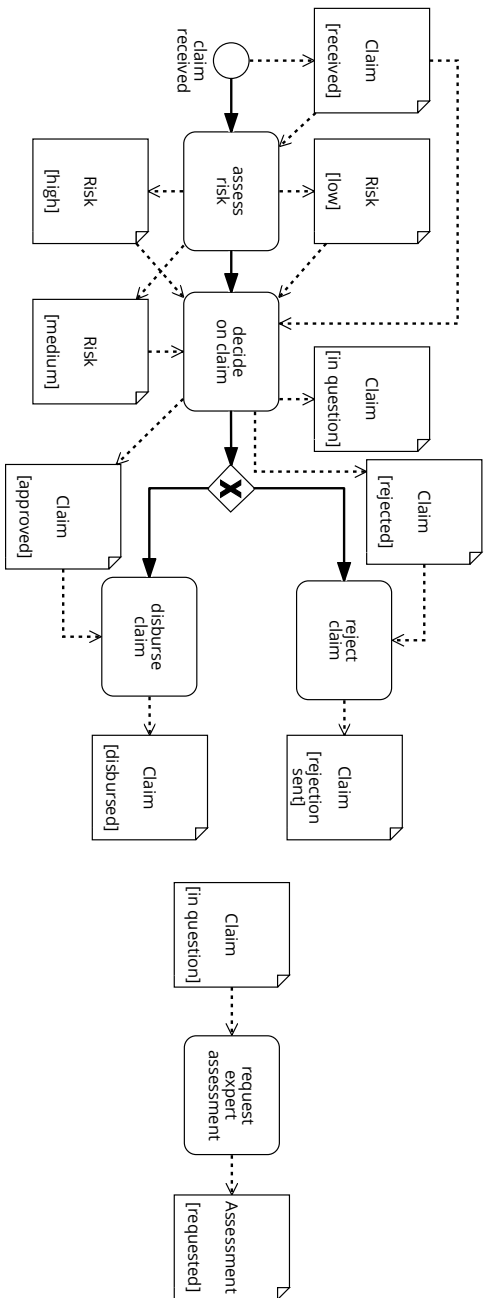 Claim
[rejected]
Claim
[received]
Risk
[low]
Claim
[in question]
reject
claim
Claim
[rejection
sent]
claim
received
assess
risk
decide
on claim
X
Claim
[in question]
request
expert
assessment
Assessment
[requested]
disburse
claim
Claim
[disbursed]
Risk
[high]
Risk
[medium]
Claim
[approved]